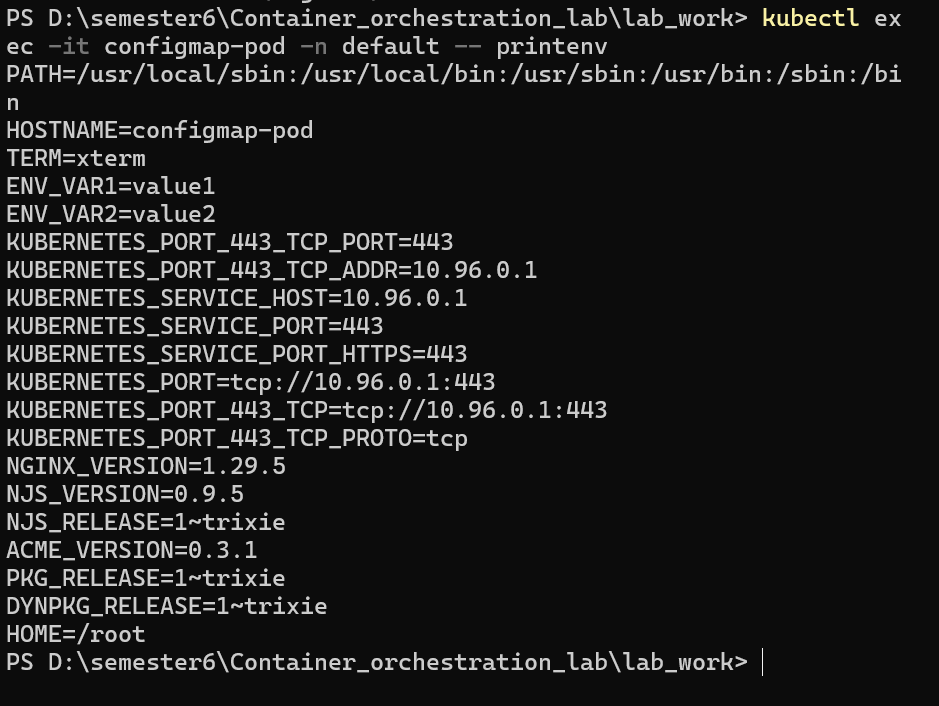 PS D:\semester6\Container_orchestration_lab\lab_work> kubectl ex
ec -it configmap-pod -n default -- printenv
PATH=/usr/local/sbin:/usr/local/bin:/usr/sbin:/usr/bin:/sbin:/bi
n
HOSTNAME=configmap-pod
TERM=xterm
ENV_VAR1=value1
ENV_VAR2=value2
KUBERNETES_PORT_443_TCP_PORT=443
KUBERNETES_PORT_443_TCP_ADDR=10.96.0.1
KUBERNETES_SERVICE_HOST=10.96.0.1
KUBERNETES_SERVICE_PORT=443
KUBERNETES_SERVICE_PORT_HTTPS=443
KUBERNETES_PORT=tcp://10.96.0.1:443
KUBERNETES_PORT_443_TCP=tcp://10.96.0.1:443
KUBERNETES_PORT_443_TCP_PROTO=tcp
NGINX_VERSION=1.29.5
NJS_VERSION=0.9.5
NJS_RELEASE=1~trixie
ACME_VERSION=0.3.1
PKG_RELEASE=1~trixie
DYNPKG_RELEASE=1~trixie
HOME=/root
PS D:\semester6\Container_orchestration_lab\lab_work>